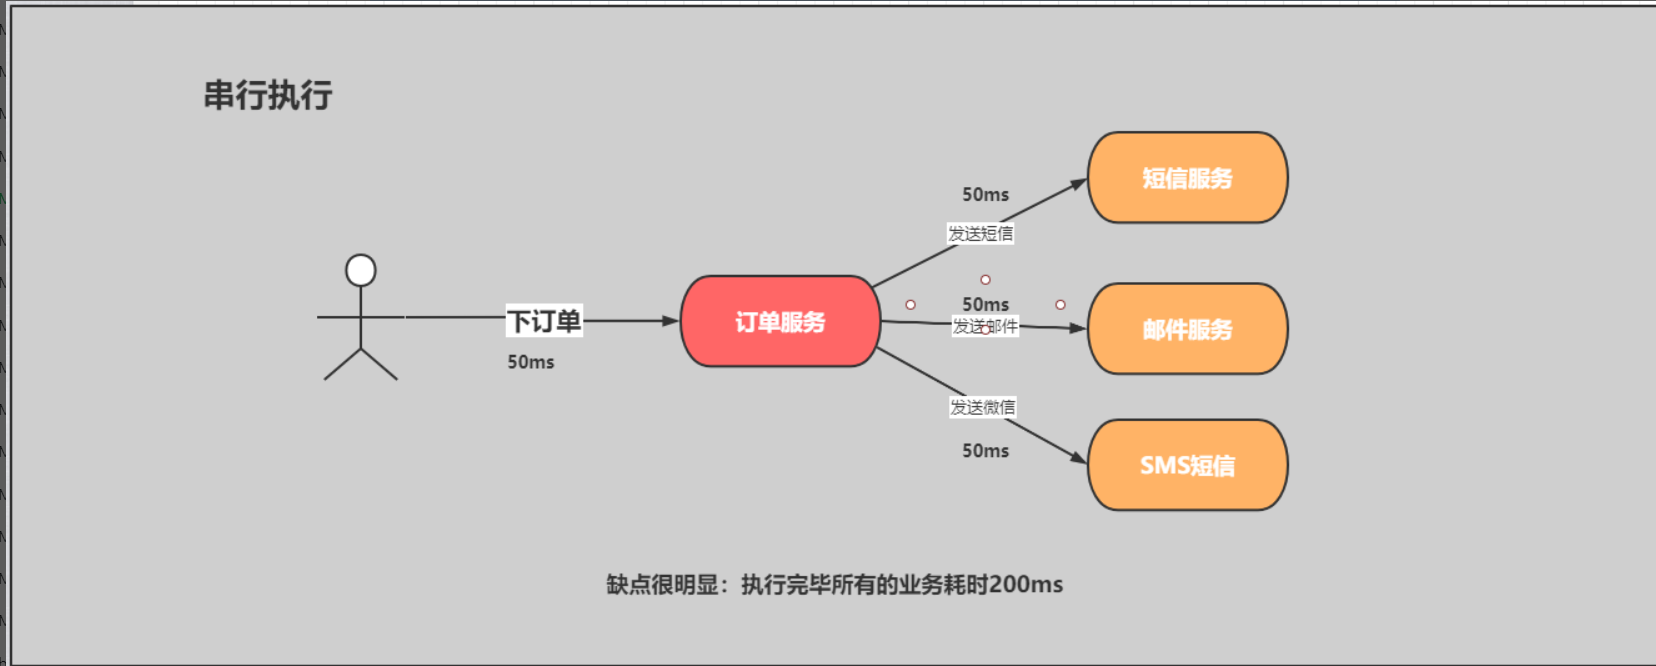 串行执行
50ms
短信服务
发送短信
下订单
50ms
订单服务
50ms
发送邮件
邮件服务
发送微信
50ms
SMS短信
缺点很明显：执行完毕所有的业务耗时200ms